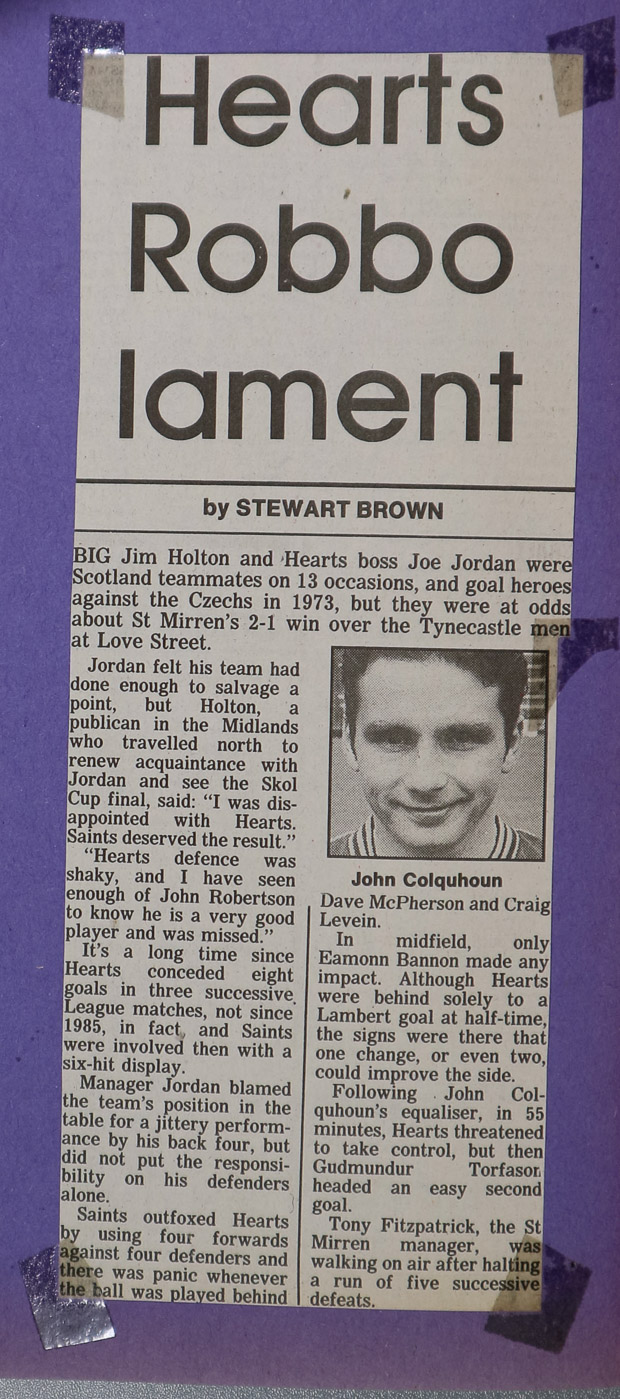 Hearts
Robbo
lament
by STEWART BROWN
BIG Jim Holton and Hearts boss Joe Jordan were
Scotland teammates on 13 occasions, and goal heroes
against the Czechs in 1973, but they were at odds
about St Mirren's 2-1 win over the Tynecastle men
at Love Street.
Jordan felt his team had
done enough to salvage a
point, but Holton, a
publican in the Midlands
who travelled north to
renew acquaintance with
Jordan and see the Skol
Cup final, said: “I was dis-
appointed with Hearts.
Saints deserved the result.”
“Hearts defence was
shaky, and I have seen
enough of John Robertson
to know he is a very good
player and was missed.”
It's a long time since
Hearts conceded eight
goals in three successive
League matches, not since
1985, in fact, and Saints
were involved then with a
six-hit display.
Manager Jordan blamed
the team's position in the
table for a jittery perform-
ance by his back four, but
did not put the responsi-
bility on his defenders
alone.
Saints outfoxed Hearts
by using four forwards
against four defenders and
there was panic whenever
the ball was played behind
John Colquhoun
Dave McPherson and Craig
Levein.
In midfield, only
Eamonn Bannon made any
impact. Although Hearts
were behind solely to a
Lambert goal at half-time,
the signs were there that
one change, or even two,
could improve the side.
Following John Col-
quhoun's equaliser, in 55
minutes, Hearts threatened
to take control, but then
Gudmundur Torfason
headed an easy second
goal.
Tony Fitzpatrick, the St
Mirren manager, was
walking on air after halting
a run of five successive
defeats.